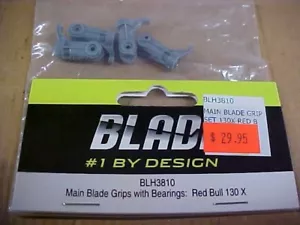 BLADE
#1 BY DESIGN
BLH3810
Main Blade Grips with Bearings: Red Bull 130 X
BLH3810
MAIN BLADE GRIP
SET 130X RED B
$ 29.95